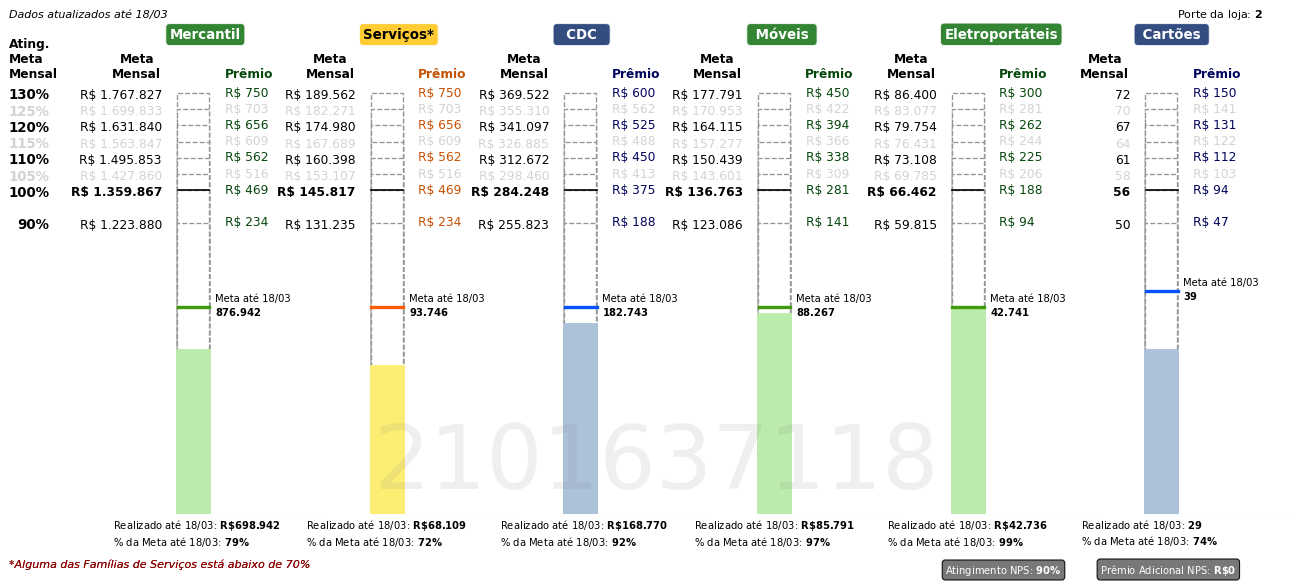 Dados atualizados até 18/03 Porte da loja: 2
Mercantil Serviços* CDC Móveis Eletroportáteis Cartões
Ating. Meta Mensal Meta Mensal Prêmio Meta Mensal Prêmio Meta Mensal Prêmio Meta Mensal Prêmio Meta Mensal Prêmio Meta Mensal Prêmio
130% R$ 1.767.827 R$ 750 R$ 189.562 R$ 750 R$ 369.522 R$ 600 R$ 177.791 R$ 450 R$ 86.400 R$ 300 72 R$ 150
125% R$ 1.699.833 R$ 703 R$ 182.271 R$ 703 R$ 355.310 R$ 562 R$ 170.953 R$ 422 R$ 83.077 R$ 281 70 R$ 141
120% R$ 1.631.840 R$ 656 R$ 174.980 R$ 656 R$ 341.097 R$ 525 R$ 164.115 R$ 394 R$ 79.754 R$ 262 67 R$ 131
115% R$ 1.563.847 R$ 609 R$ 167.689 R$ 609 R$ 326.885 R$ 488 R$ 157.277 R$ 366 R$ 76.431 R$ 244 64 R$ 122
110% R$ 1.495.853 R$ 562 R$ 160.398 R$ 562 R$ 312.672 R$ 450 R$ 150.439 R$ 338 R$ 73.108 R$ 225 61 R$ 112
105% R$ 1.427.860 R$ 516 R$ 153.107 R$ 516 R$ 298.460 R$ 413 R$ 143.601 R$ 309 R$ 69.785 R$ 206 58 R$ 103
100% R$ 1.359.867 R$ 469 R$ 145.817 R$ 469 R$ 284.248 R$ 375 R$ 136.763 R$ 281 R$ 66.462 R$ 188 56 R$ 94
90% R$ 1.223.880 R$ 234 R$ 131.235 R$ 234 R$ 255.823 R$ 188 R$ 123.086 R$ 141 R$ 59.815 R$ 94 50 R$ 47
Meta até 18/03 Meta até 18/03 Meta até 18/03 Meta até 18/03 Meta até 18/03 Meta até 18/03
876.942 93.746 182.743 88.267 42.741 39
2101637118
Realizado até 18/03: R$698.942 Realizado até 18/03: R$68.109 Realizado até 18/03: R$168.770 Realizado até 18/03: R$85.791 Realizado até 18/03: R$42.736 Realizado até 18/03: 29
% da Meta até 18/03: 79% % da Meta até 18/03: 72% % da Meta até 18/03: 92% % da Meta até 18/03: 97% % da Meta até 18/03: 99% % da Meta até 18/03: 74%
*Alguma das Famílias de Serviços está abaixo de 70% Atingimento NPS: 90% Prêmio Adicional NPS: R$0